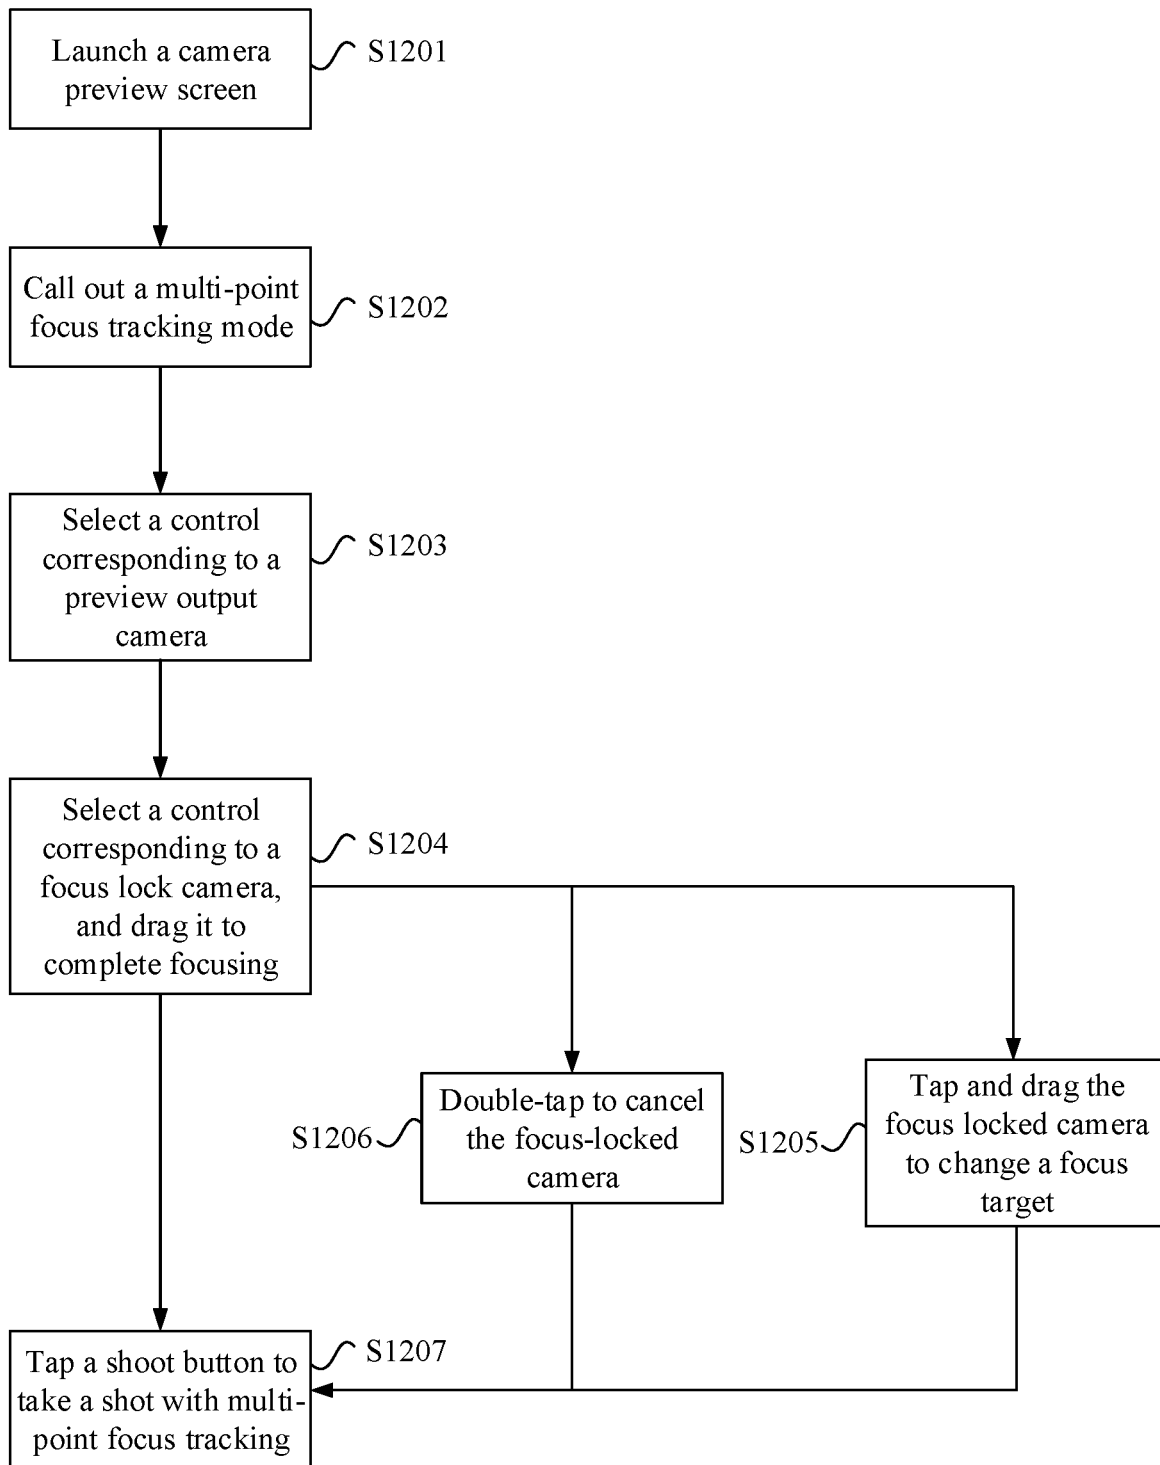 Launch a camera
preview screen
S1201
Call out a multi-point
focus tracking mode
S1202
Select a control
corresponding to a
preview output
camera
S1203
Select a control
corresponding to a
focus lock camera,
and drag it to
complete focusing
S1204
Double-tap to cancel
the focus-locked
camera
S1206
Tap and drag the
focus locked camera
to change a focus
target
S1205
Tap a shoot button to
take a shot with multi-
point focus tracking
S1207